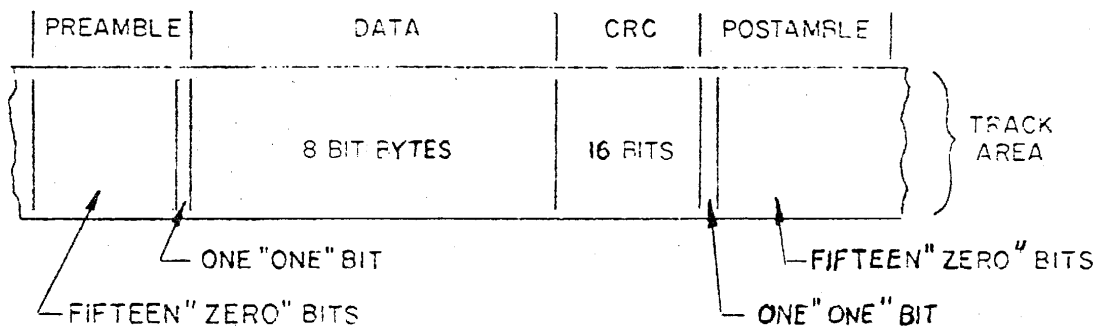 PREAMBLE DATA CRC POSTAMBLE
8 BIT BYTES 16 BITS
TRACK
AREA
ONE "ONE" BIT
FIFTEEN "ZERO" BITS
FIFTEEN "ZERO" BITS
ONE "ONE" BIT